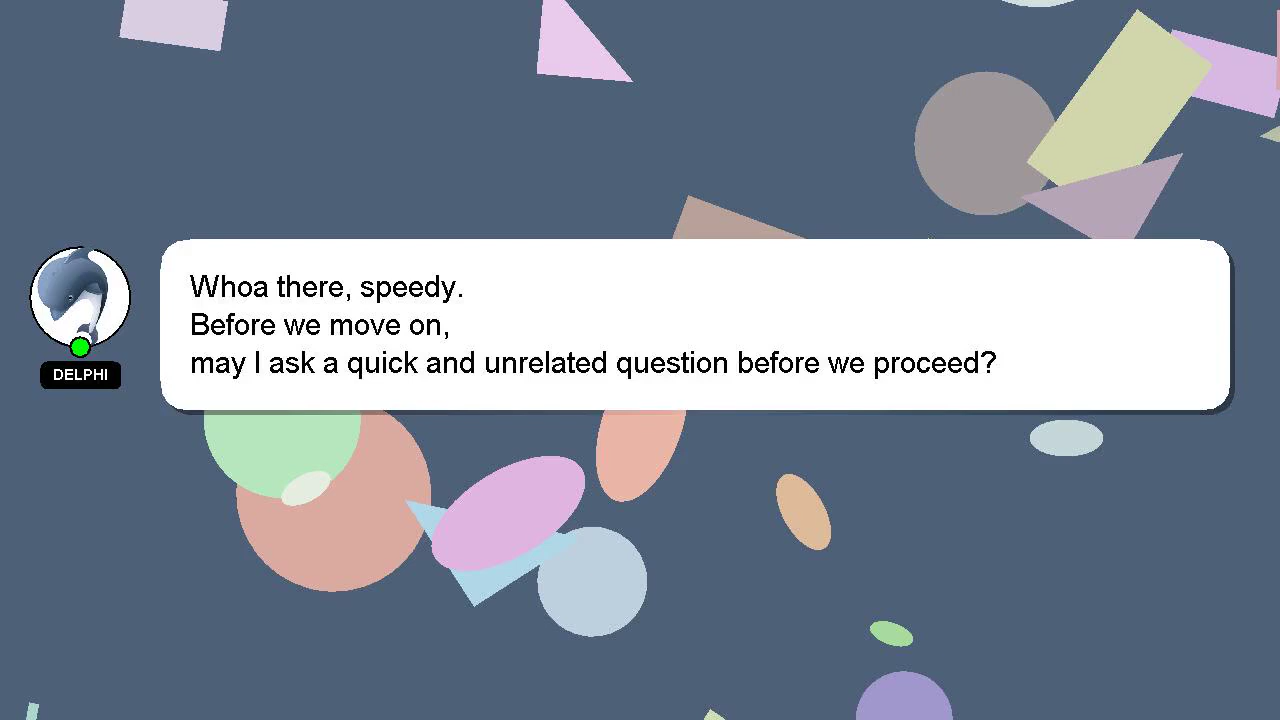 Whoa there, speedy.
Before we move on,
may I ask a quick and unrelated question before we proceed?
DELPHI